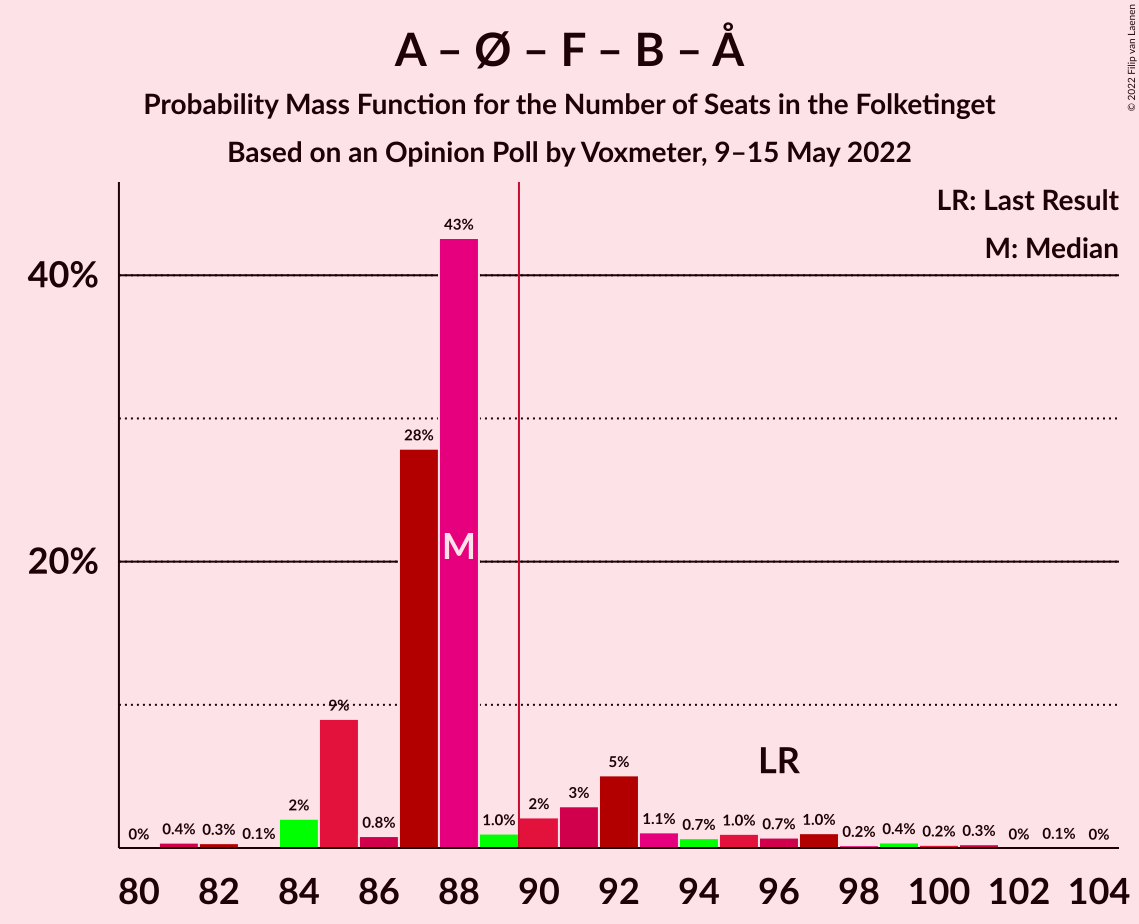 A – Ø – F – B – Å
Probability Mass Function for the Number of Seats in the Folketinget
Based on an Opinion Poll by Voxmeter, 9–15 May 2022
© 2022 Filip van Laenen
LR: Last Result
M: Median
40%
20%
0% 0.4% 0.3% 0.1% 2% 9% 0.8% 28% 43% 1.0% 2% 3% 5% 1.1% 0.7% 1.0% 0.7% 1.0% 0.2% 0.4% 0.2% 0.3% 0% 0.1% 0%
M
LR
80 82 84 86 88 90 92 94 96 98 100 102 104